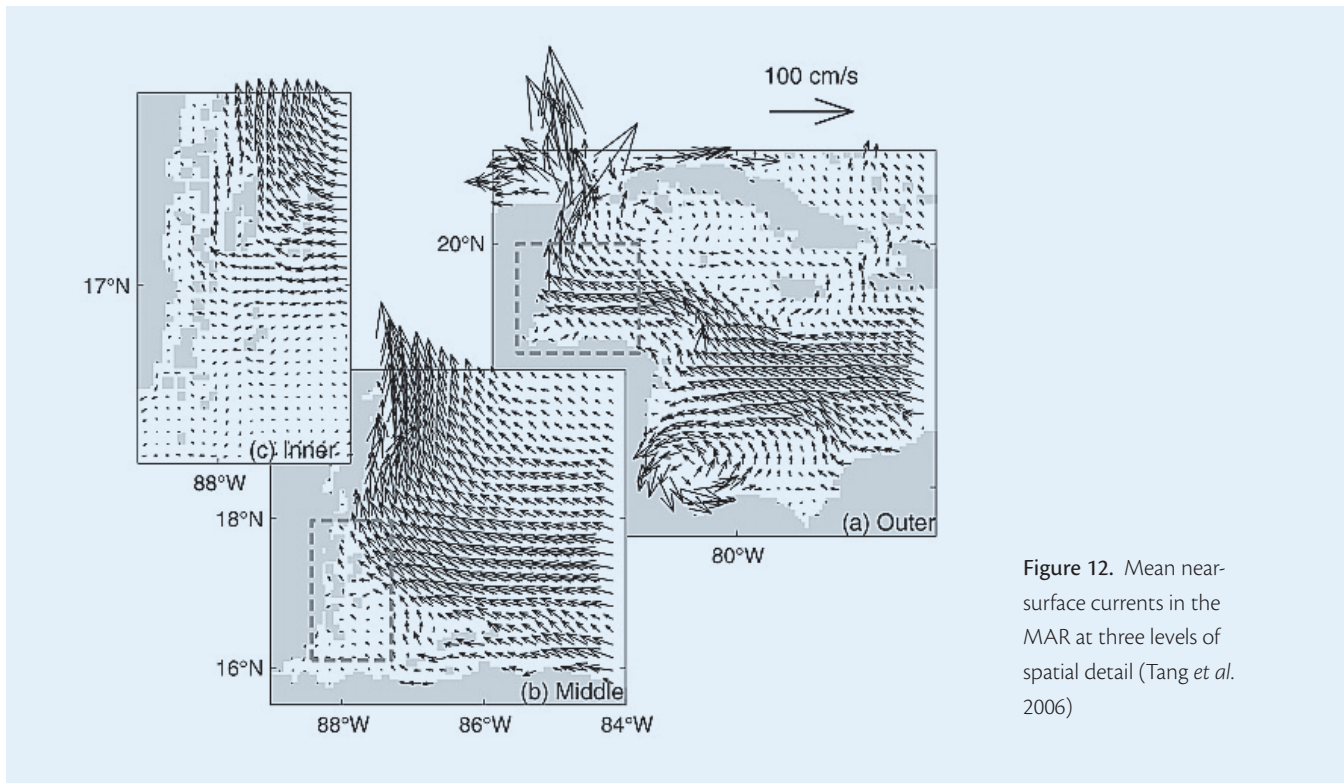 100 cm/s
20°N
17°N
(c) Inner
88°W
18°N
(a) Outer
80°W
16°N
(b) Middle
88°W
86°W
84°W
Figure 12. Mean near-
surface currents in the
MAR at three levels of
spatial detail (Tang et al.
2006)